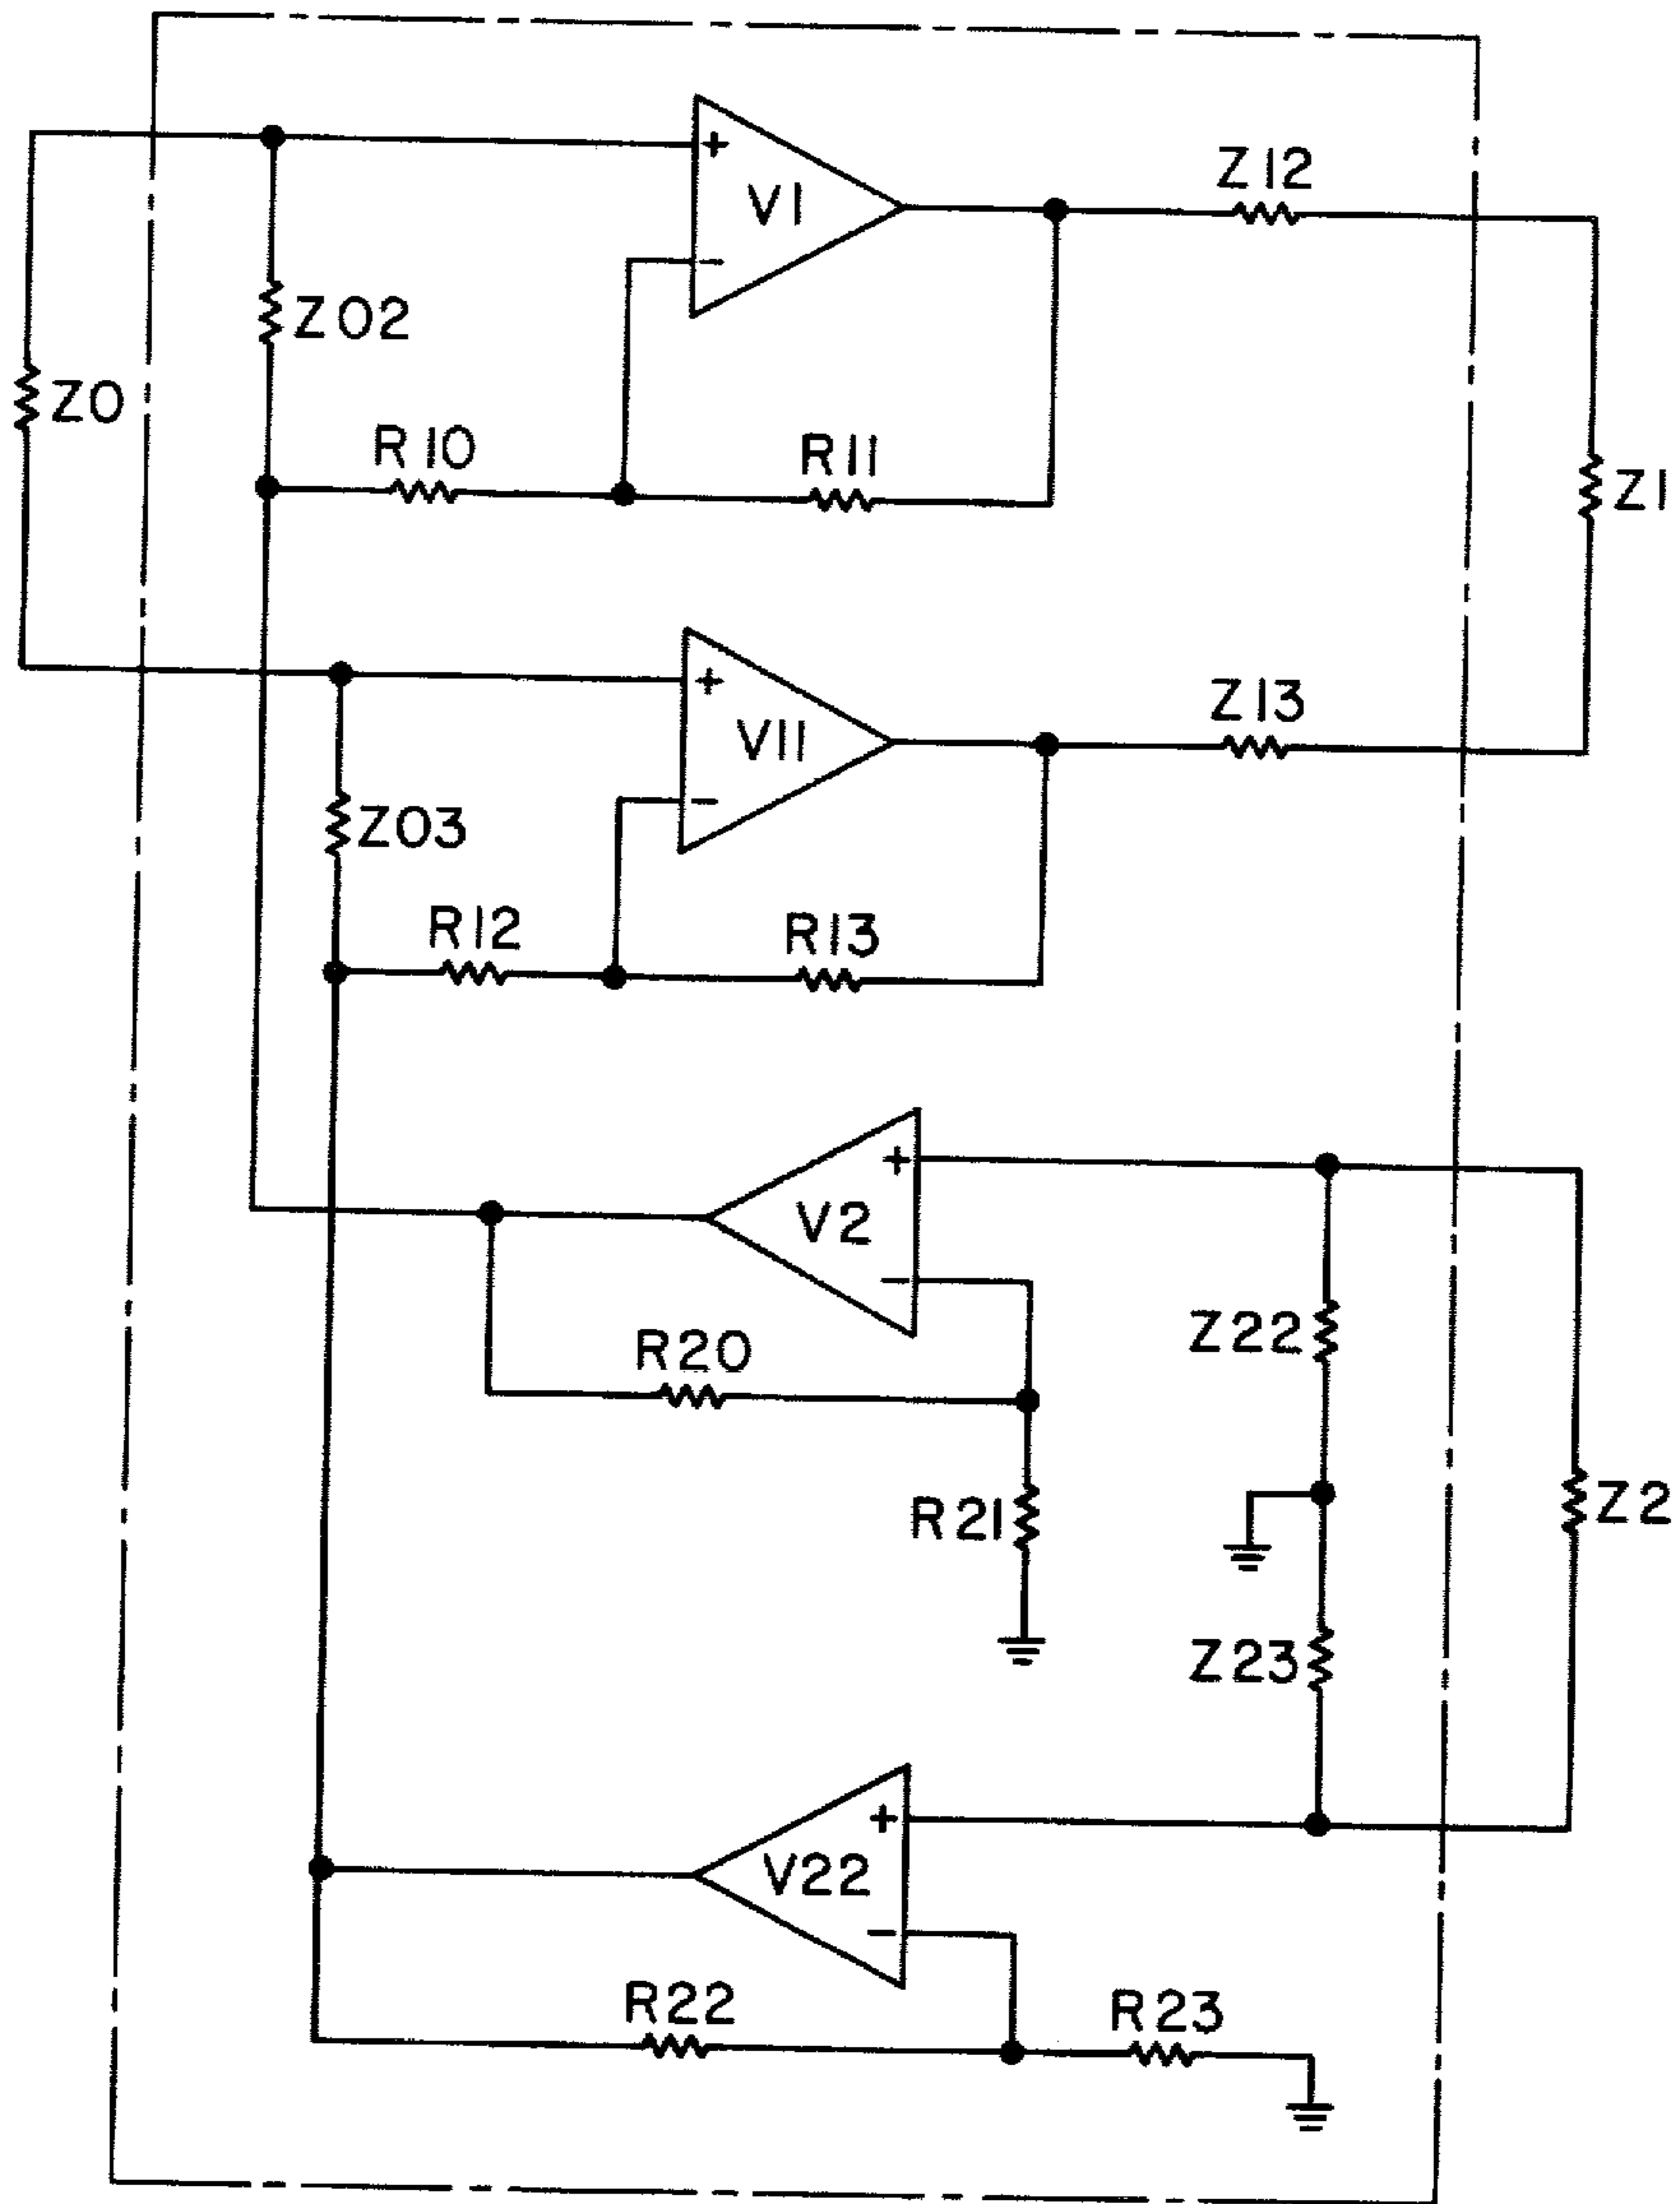 +
V1
-
Z12
Z02
Z0
R10
R11
Z1
+
V11
-
Z13
Z03
R12
R13
+
V2
-
Z22
R20
R21
Z2
Z23
+
V22
-
R22
R23